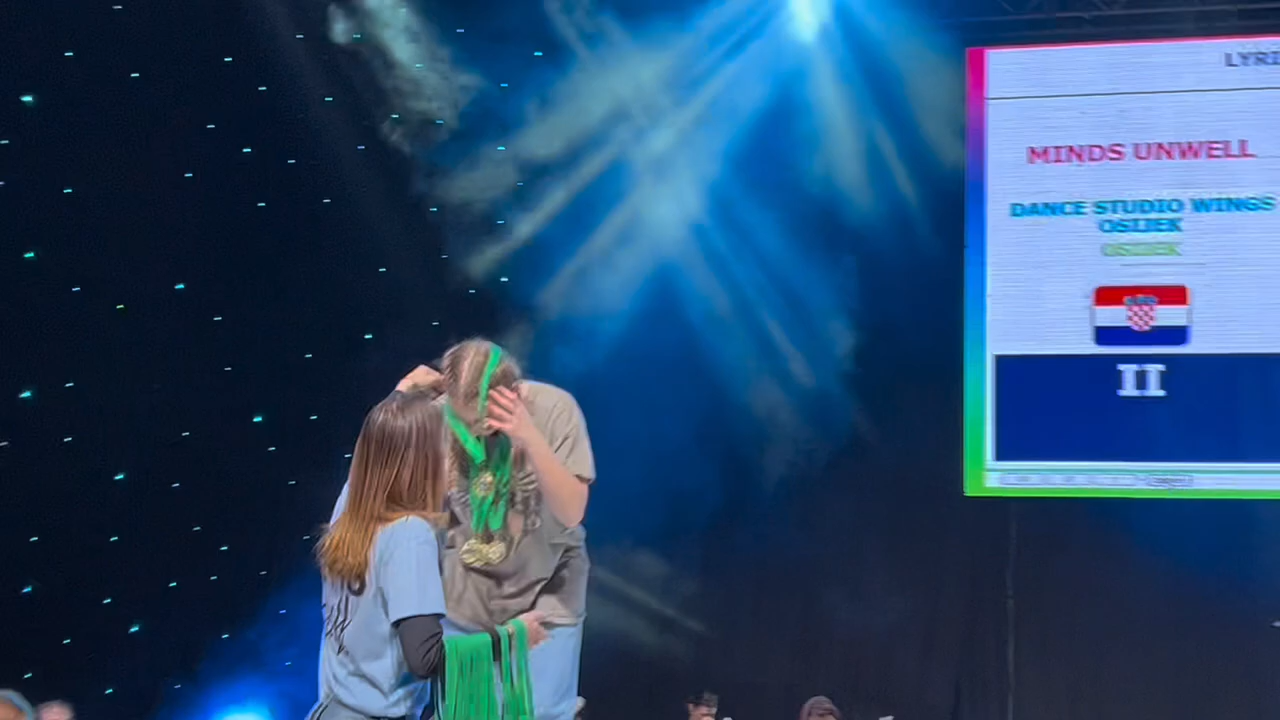 LYRI
MINDS UNWELL
DANCE STUDIO WINGS
OSIJEK
OSIJEK
II